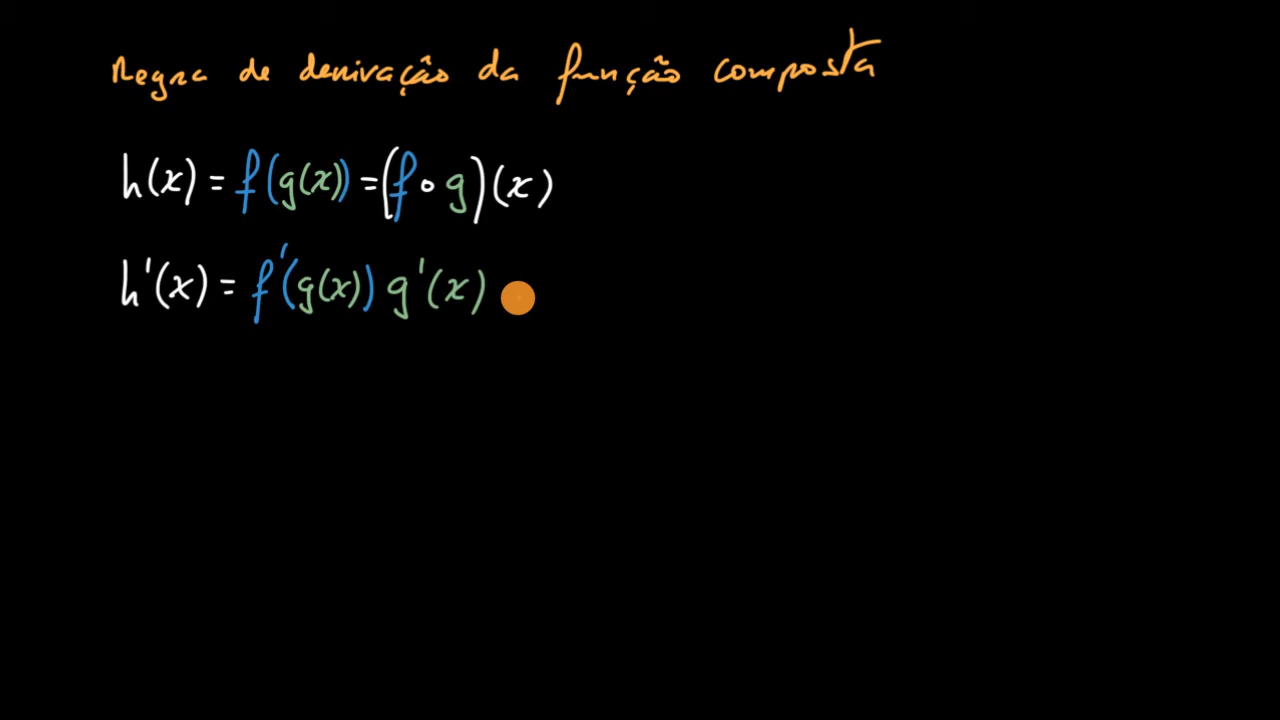 Regra de derivação da função composta
h(x) = f(g(x)) = (f ∘ g)(x)
h'(x) = f'(g(x)) g'(x)